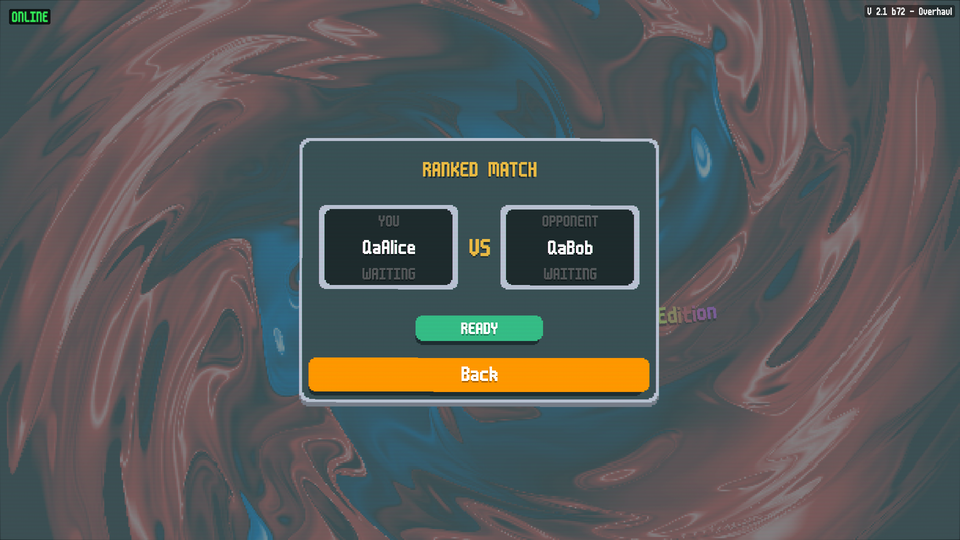 ONLINE
V 2.1 b72 - Overhaul
RANKED MATCH
YOU
QaAlice
WAITING
VS
OPPONENT
QaBob
WAITING
Edition
READY
Back